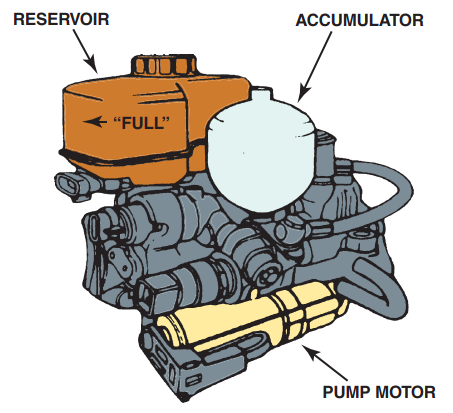 RESERVOIR
ACCUMULATOR
“FULL”
PUMP MOTOR